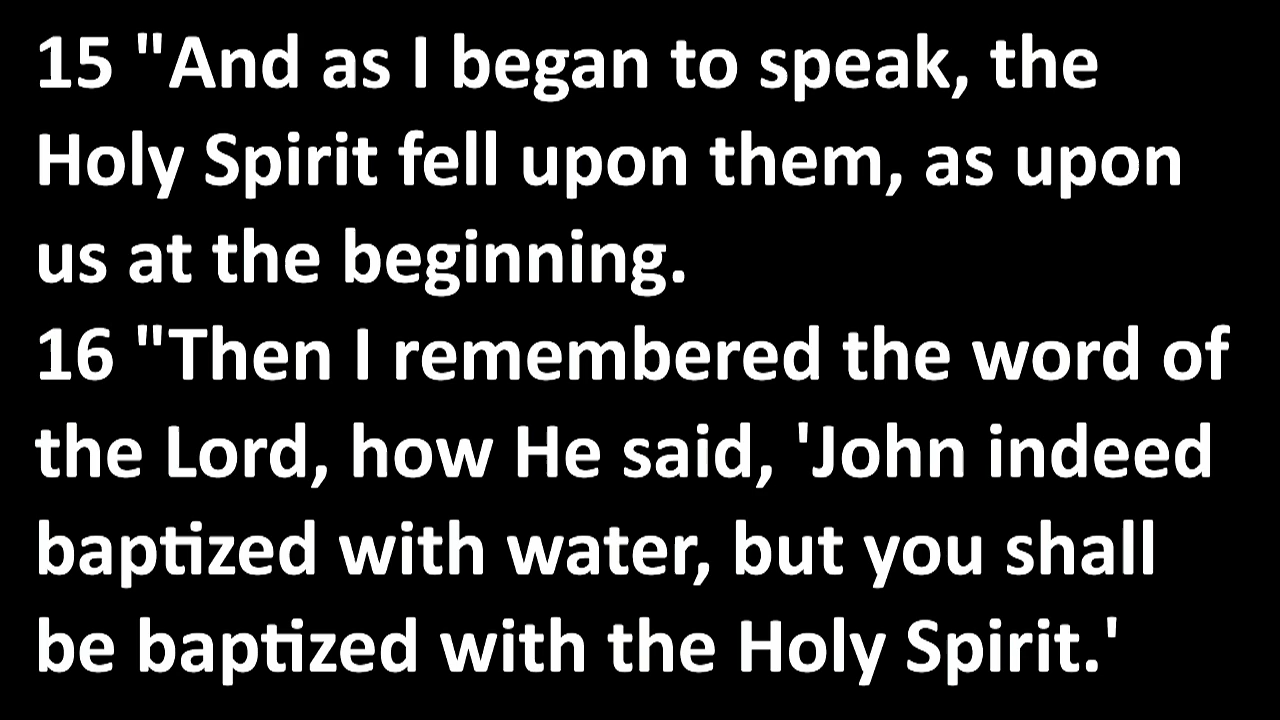 15 "And as I began to speak, the
Holy Spirit fell upon them, as upon
us at the beginning.
16 "Then I remembered the word of
the Lord, how He said, 'John indeed
baptized with water, but you shall
be baptized with the Holy Spirit.'